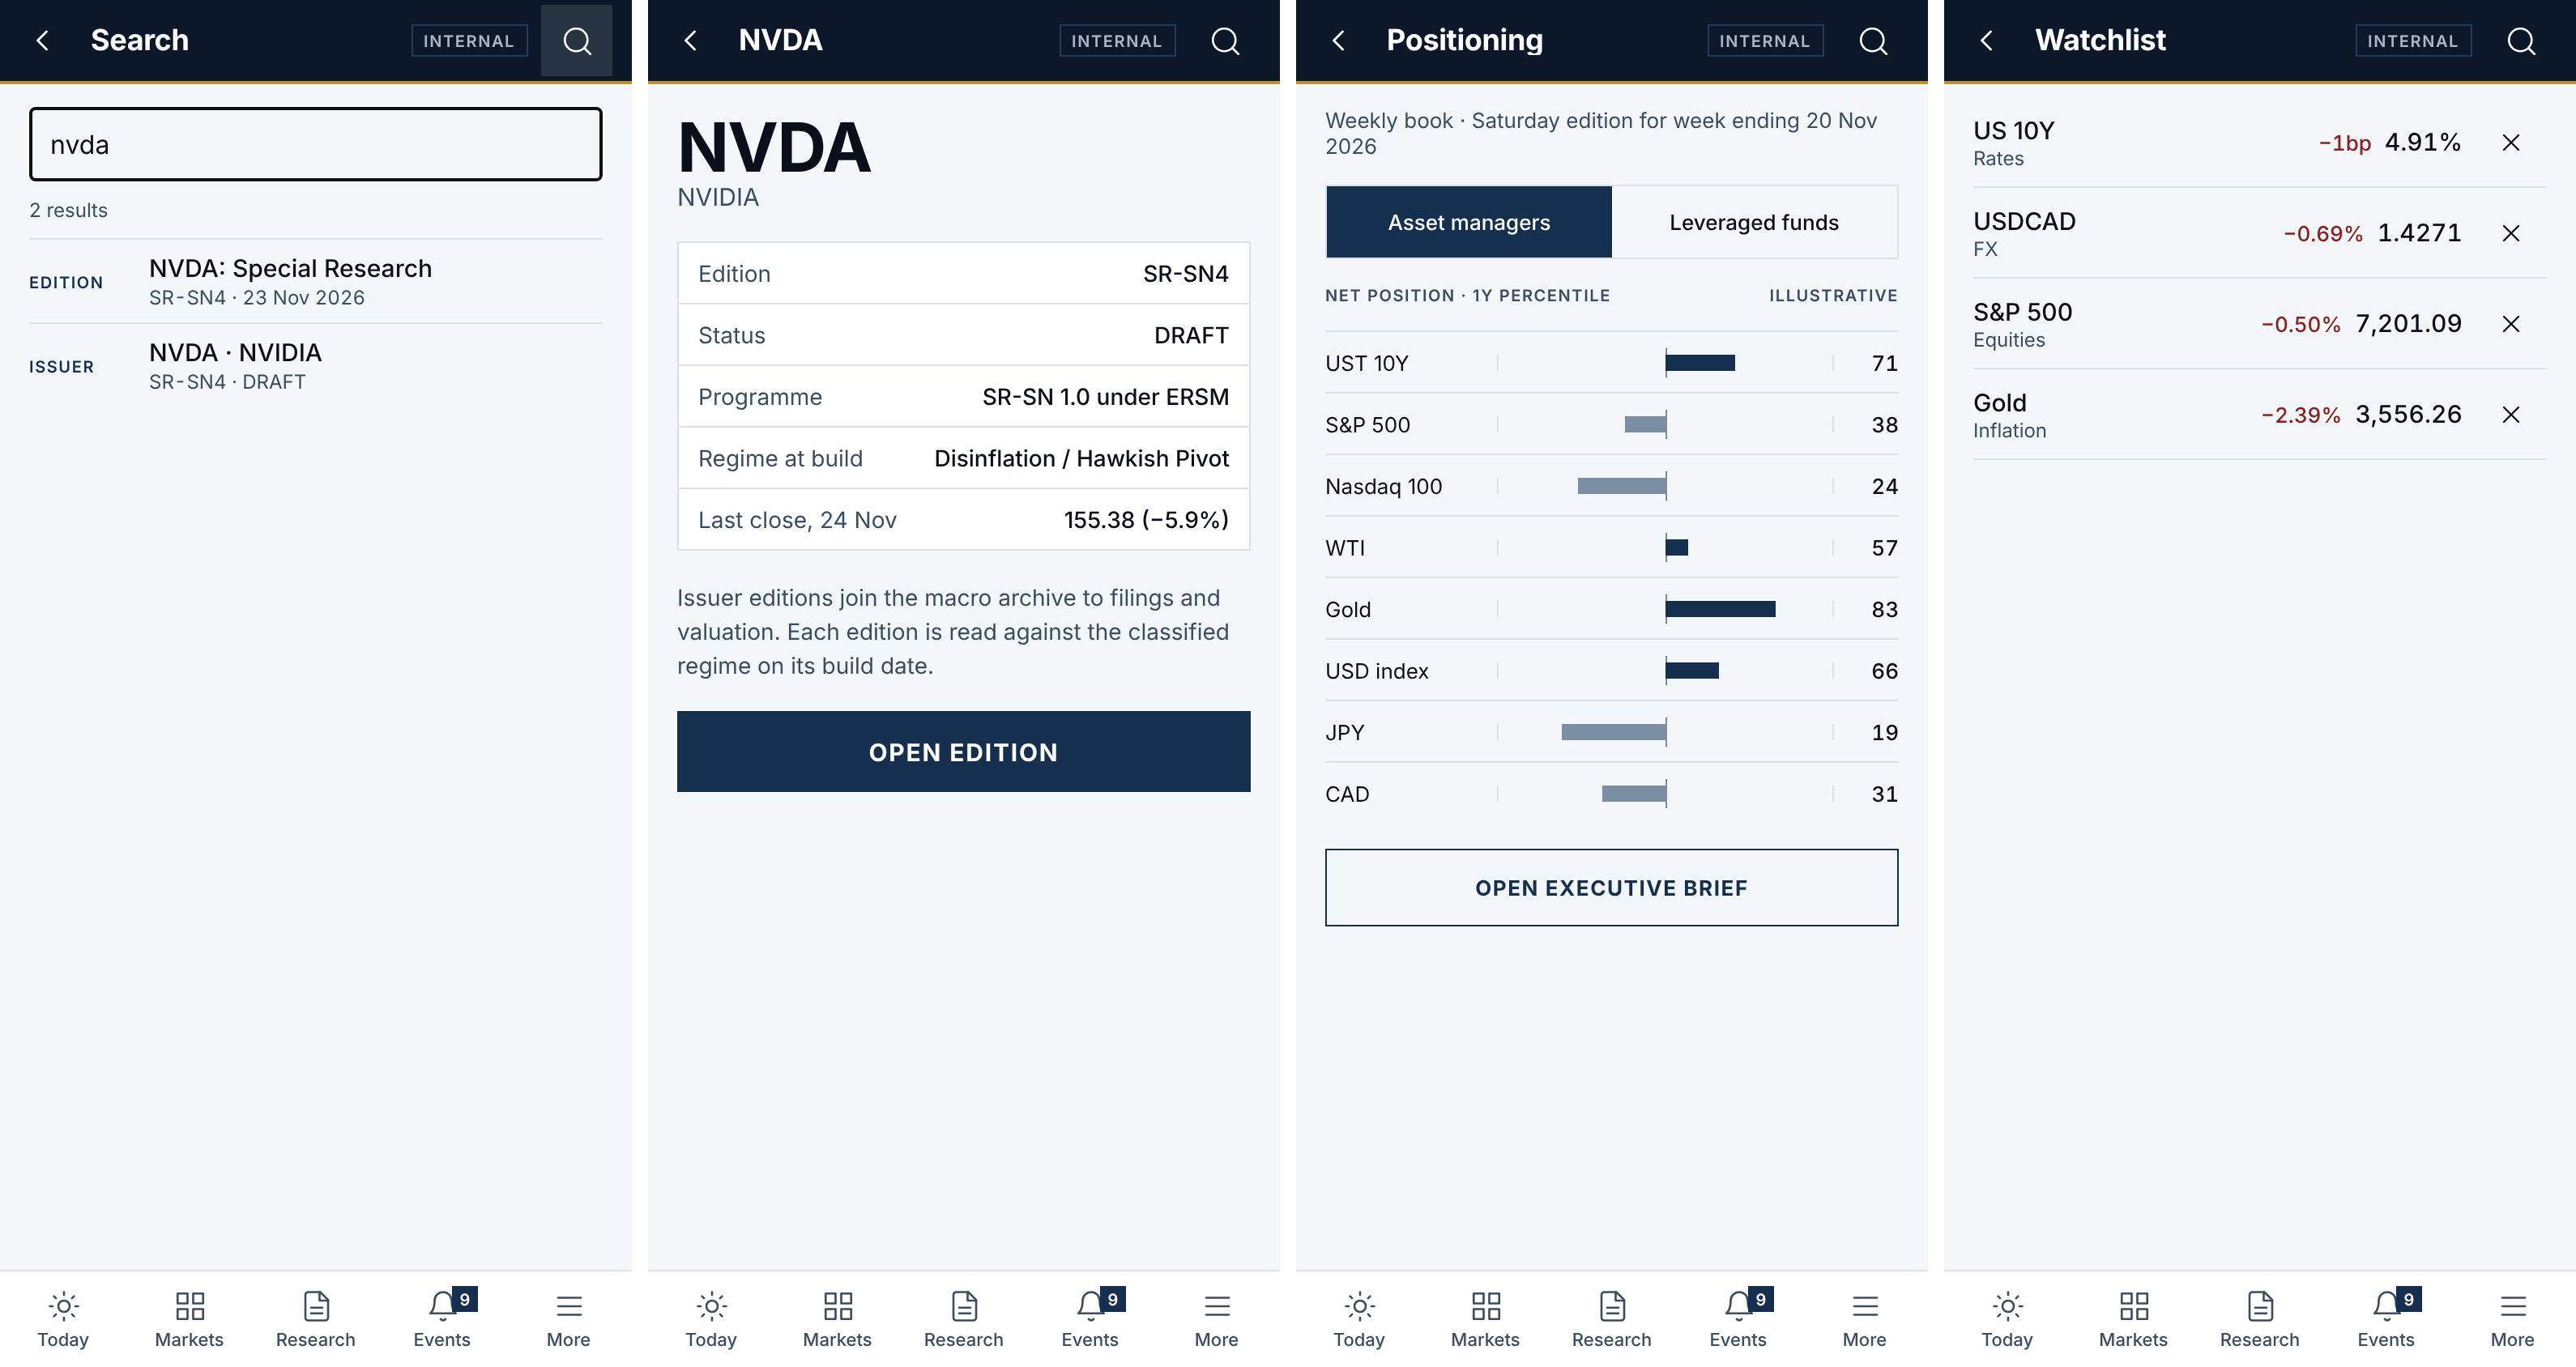 Search
INTERNAL
nvda
2 results
EDITION
NVDA: Special Research
SR-SN4 · 23 Nov 2026
ISSUER
NVDA · NVIDIA
SR-SN4 · DRAFT
Today
Markets
Research
9
Events
More
NVDA
INTERNAL
NVDA
NVIDIA
Edition SR-SN4
Status DRAFT
Programme SR-SN 1.0 under ERSM
Regime at build Disinflation / Hawkish Pivot
Last close, 24 Nov 155.38 (−5.9%)
Issuer editions join the macro archive to filings and
valuation. Each edition is read against the classified
regime on its build date.
OPEN EDITION
Today
Markets
Research
9
Events
More
Positioning
INTERNAL
Weekly book · Saturday edition for week ending 20 Nov
2026
Asset managers
Leveraged funds
NET POSITION · 1Y PERCENTILE ILLUSTRATIVE
UST 10Y 71
S&P 500 38
Nasdaq 100 24
WTI 57
Gold 83
USD index 66
JPY 19
CAD 31
OPEN EXECUTIVE BRIEF
Today
Markets
Research
9
Events
More
Watchlist
INTERNAL
US 10Y −1bp 4.91%
Rates
USDCAD −0.69% 1.4271
FX
S&P 500 −0.50% 7,201.09
Equities
Gold −2.39% 3,556.26
Inflation
Today
Markets
Research
9
Events
More